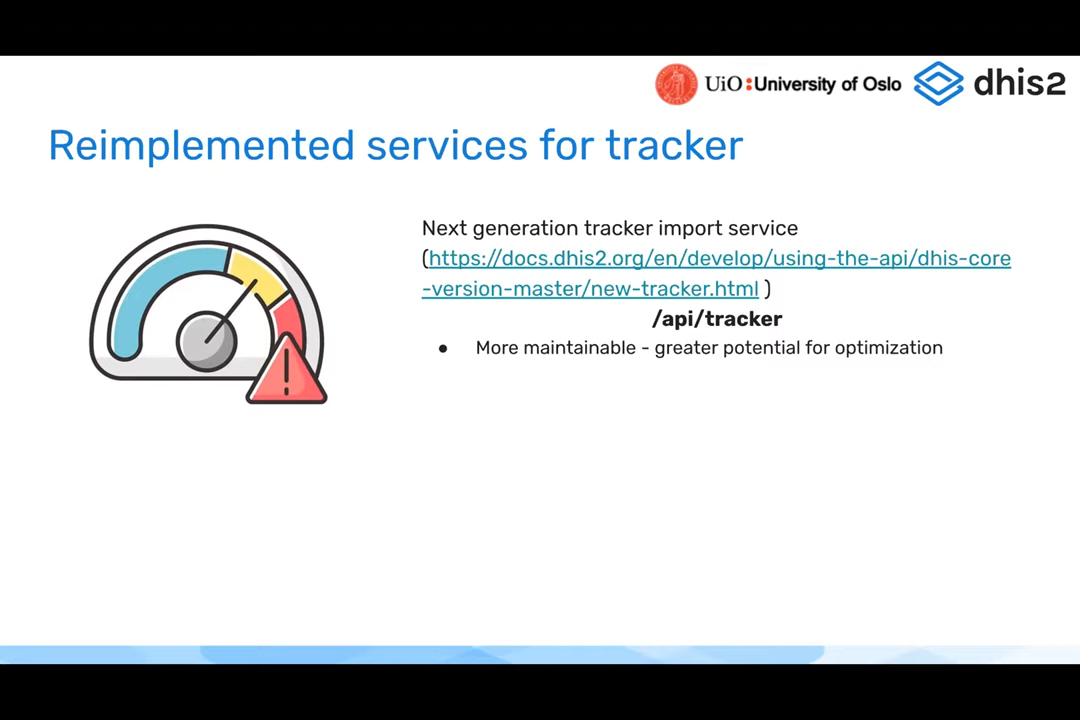 UiO:University of Oslo
dhis2
Reimplemented services for tracker
Next generation tracker import service
(https://docs.dhis2.org/en/develop/using-the-api/dhis-core
-version-master/new-tracker.html )
/api/tracker
● More maintainable - greater potential for optimization